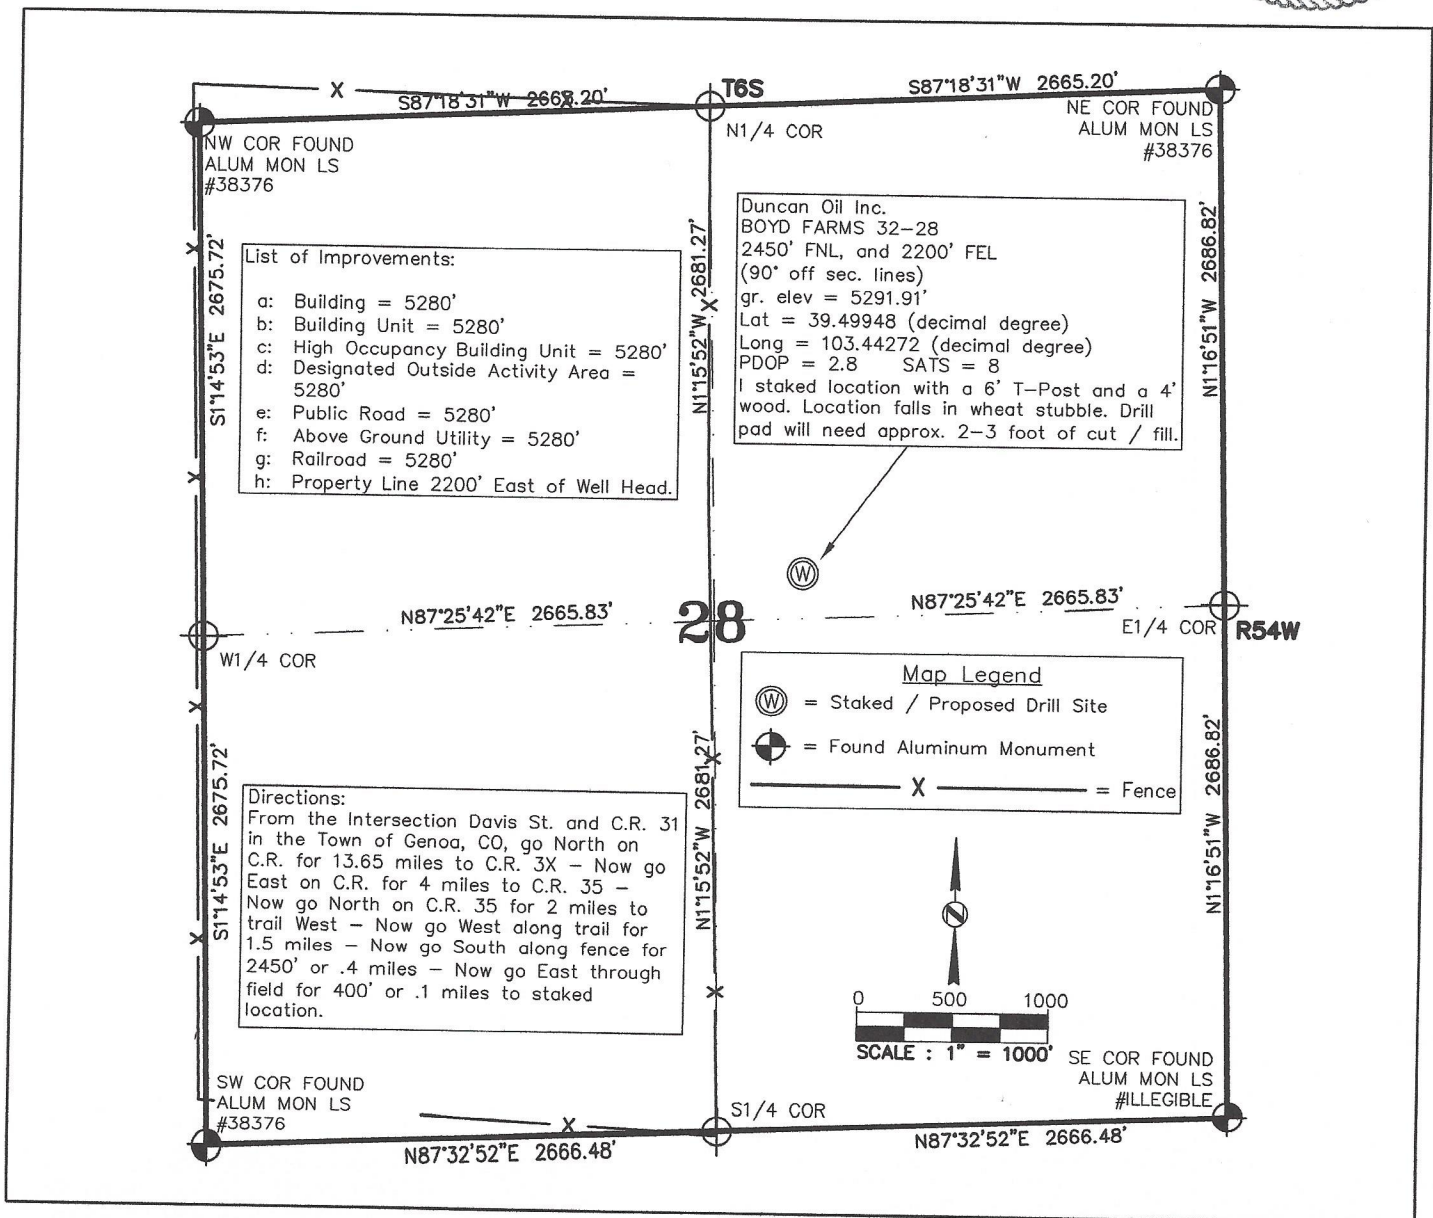 T6S
S87°18'31"W 2665.20'
S87°18'31"W 2665.20'
NW COR FOUND
ALUM MON LS
#38376
N1/4 COR
NE COR FOUND
ALUM MON LS
#38376
S1°14'53"E 2675.72'
N1°15'52"W 2681.27'
N1°16'51"W 2686.82'
List of Improvements:
a: Building = 5280'
b: Building Unit = 5280'
c: High Occupancy Building Unit = 5280'
d: Designated Outside Activity Area =
5280'
e: Public Road = 5280'
f: Above Ground Utility = 5280'
g: Railroad = 5280'
h: Property Line 2200' East of Well Head.
Duncan Oil Inc.
BOYD FARMS 32-28
2450' FNL, and 2200' FEL
(90° off sec. lines)
gr. elev = 5291.91'
Lat = 39.49948 (decimal degree)
Long = 103.44272 (decimal degree)
PDOP = 2.8 SATS = 8
I staked location with a 6' T-Post and a 4'
wood. Location falls in wheat stubble. Drill
pad will need approx. 2-3 foot of cut / fill.
W
N87°25'42"E 2665.83'
28
N87°25'42"E 2665.83'
W1/4 COR
E1/4 COR
R54W
Map Legend
W = Staked / Proposed Drill Site
= Found Aluminum Monument
X = Fence
S1°14'53"E 2675.72'
N1°15'52"W 2681.27'
N1°16'51"W 2686.82'
Directions:
From the Intersection Davis St. and C.R. 31
in the Town of Genoa, CO, go North on
C.R. for 13.65 miles to C.R. 3X - Now go
East on C.R. for 4 miles to C.R. 35 -
Now go North on C.R. 35 for 2 miles to
trail West - Now go West along trail for
1.5 miles - Now go South along fence for
2450' or .4 miles - Now go East through
field for 400' or .1 miles to staked
location.
N
0 500 1000
SCALE : 1" = 1000'
SW COR FOUND
ALUM MON LS
#38376
S1/4 COR
SE COR FOUND
ALUM MON LS
#ILLEGIBLE
N87°32'52"E 2666.48'
N87°32'52"E 2666.48'